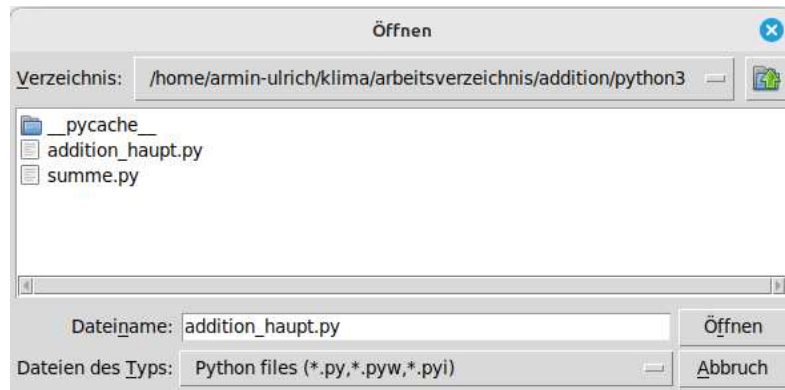 Öffnen
Verzeichnis: /home/armin-ulrich/klima/arbeitsverzeichnis/addition/python3
__pycache__
addition_haupt.py
summe.py
Dateiname: addition_haupt.py Öffnen
Dateien des Typs: Python files (*.py,*.pyw,*.pyi) Abbruch